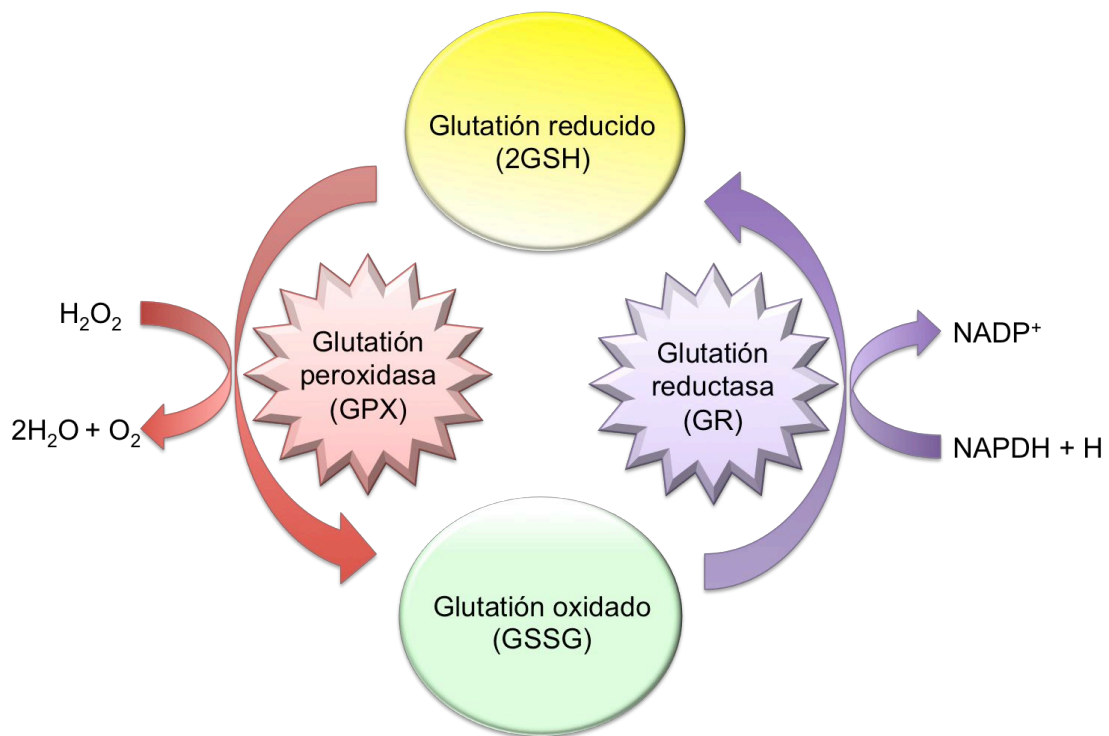 Glutatión reducido
(2GSH)
H₂O₂
2H₂O + O₂
Glutatión
peroxidasa
(GPX)
Glutatión
reductasa
(GR)
NADP⁺
NAPDH + H
Glutatión oxidado
(GSSG)